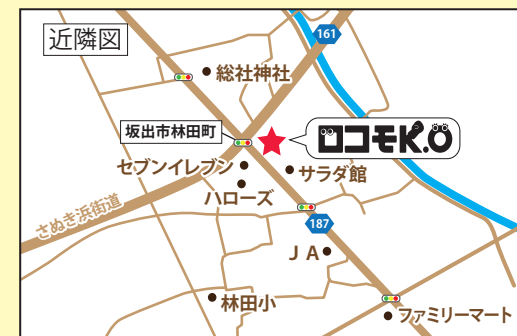 近隣図
161
総社神社
坂出市林田町
ロコモK.O
セブンイレブン
サラダ館
ハローズ
さぬき浜街道
187
JA
林田小
ファミリーマート